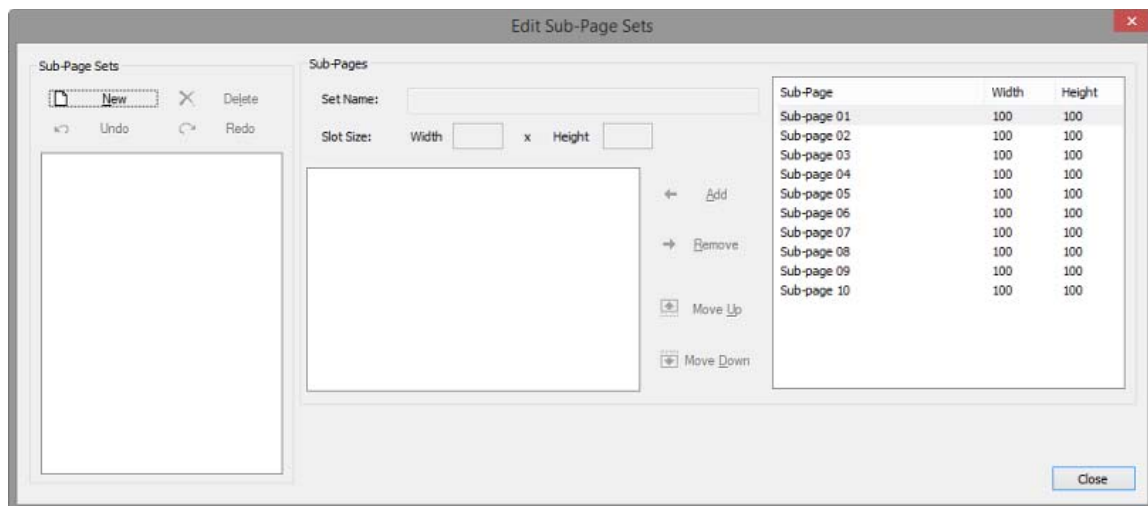 Edit Sub-Page Sets
Sub-Page Sets
New Delete
Undo Redo
Sub-Pages
Set Name:
Slot Size: Width x Height
Add
Remove
Move Up
Move Down
Sub-Page Width Height
Sub-page 01 100 100
Sub-page 02 100 100
Sub-page 03 100 100
Sub-page 04 100 100
Sub-page 05 100 100
Sub-page 06 100 100
Sub-page 07 100 100
Sub-page 08 100 100
Sub-page 09 100 100
Sub-page 10 100 100
Close